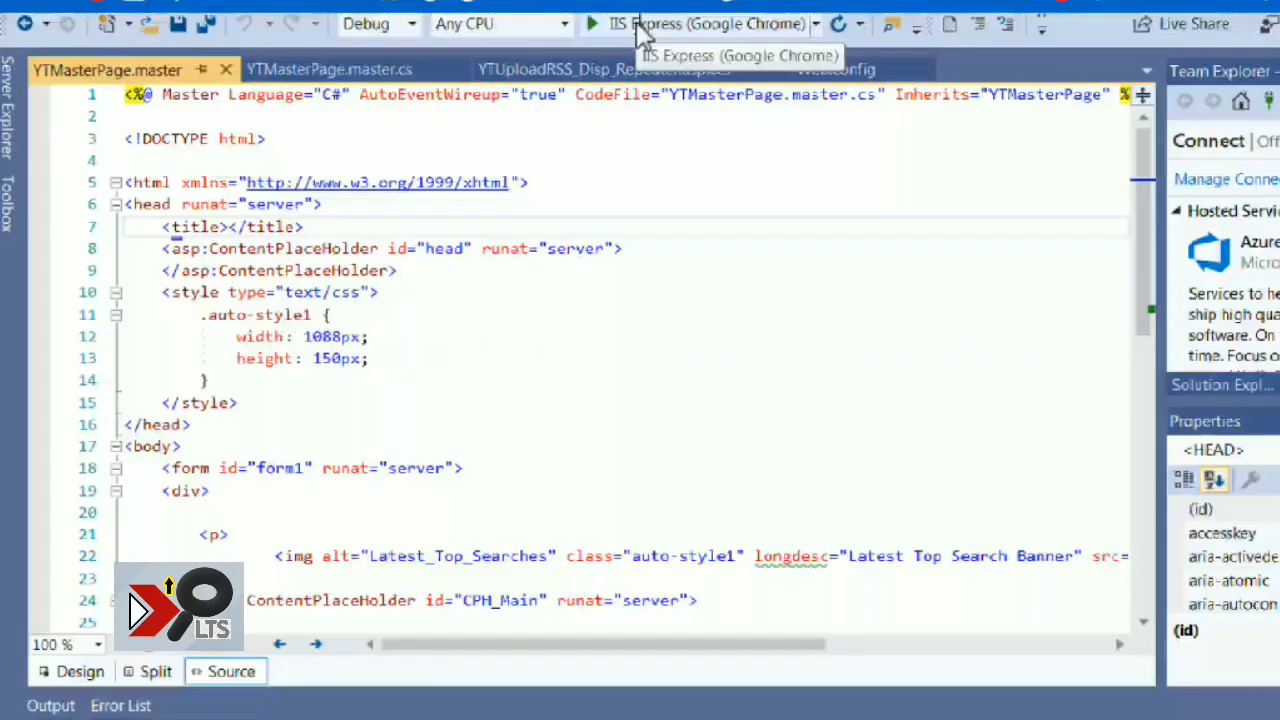 Debug Any CPU IIS Express (Google Chrome) Live Share
IIS Express (Google Chrome)
Server Explorer
Toolbox
YTMasterPage.master YTMasterPage.master.cs
Team Explorer
1 <%@ Master Language="C#" AutoEventWireup="true" CodeFile="YTMasterPage.master.cs" Inherits="YTMasterPage" %
2
3 <!DOCTYPE html>
4
5 <html xmlns="http://www.w3.org/1999/xhtml">
6 <head runat="server">
7 <title></title>
8 <asp:ContentPlaceHolder id="head" runat="server">
9 </asp:ContentPlaceHolder>
10 <style type="text/css">
11 .auto-style1 {
12 width: 1088px;
13 height: 150px;
14 }
15 </style>
16 </head>
17 <body>
18 <form id="form1" runat="server">
19 <div>
20
21 <p>
22 <img alt="Latest_Top_Searches" class="auto-style1" longdesc="Latest Top Search Banner" src=
23
24 ContentPlaceHolder id="CPH_Main" runat="server">
25
LTS
100 %
Design Split Source
Output Error List
Connect | Off
Manage Connec
Hosted Servic
Azure
Micro
Services to he
ship high qua
software. On
time. Focus o
Solution Expl...
Properties
<HEAD>
(id)
accesskey
aria-activede
aria-atomic
aria-autocon
(id)